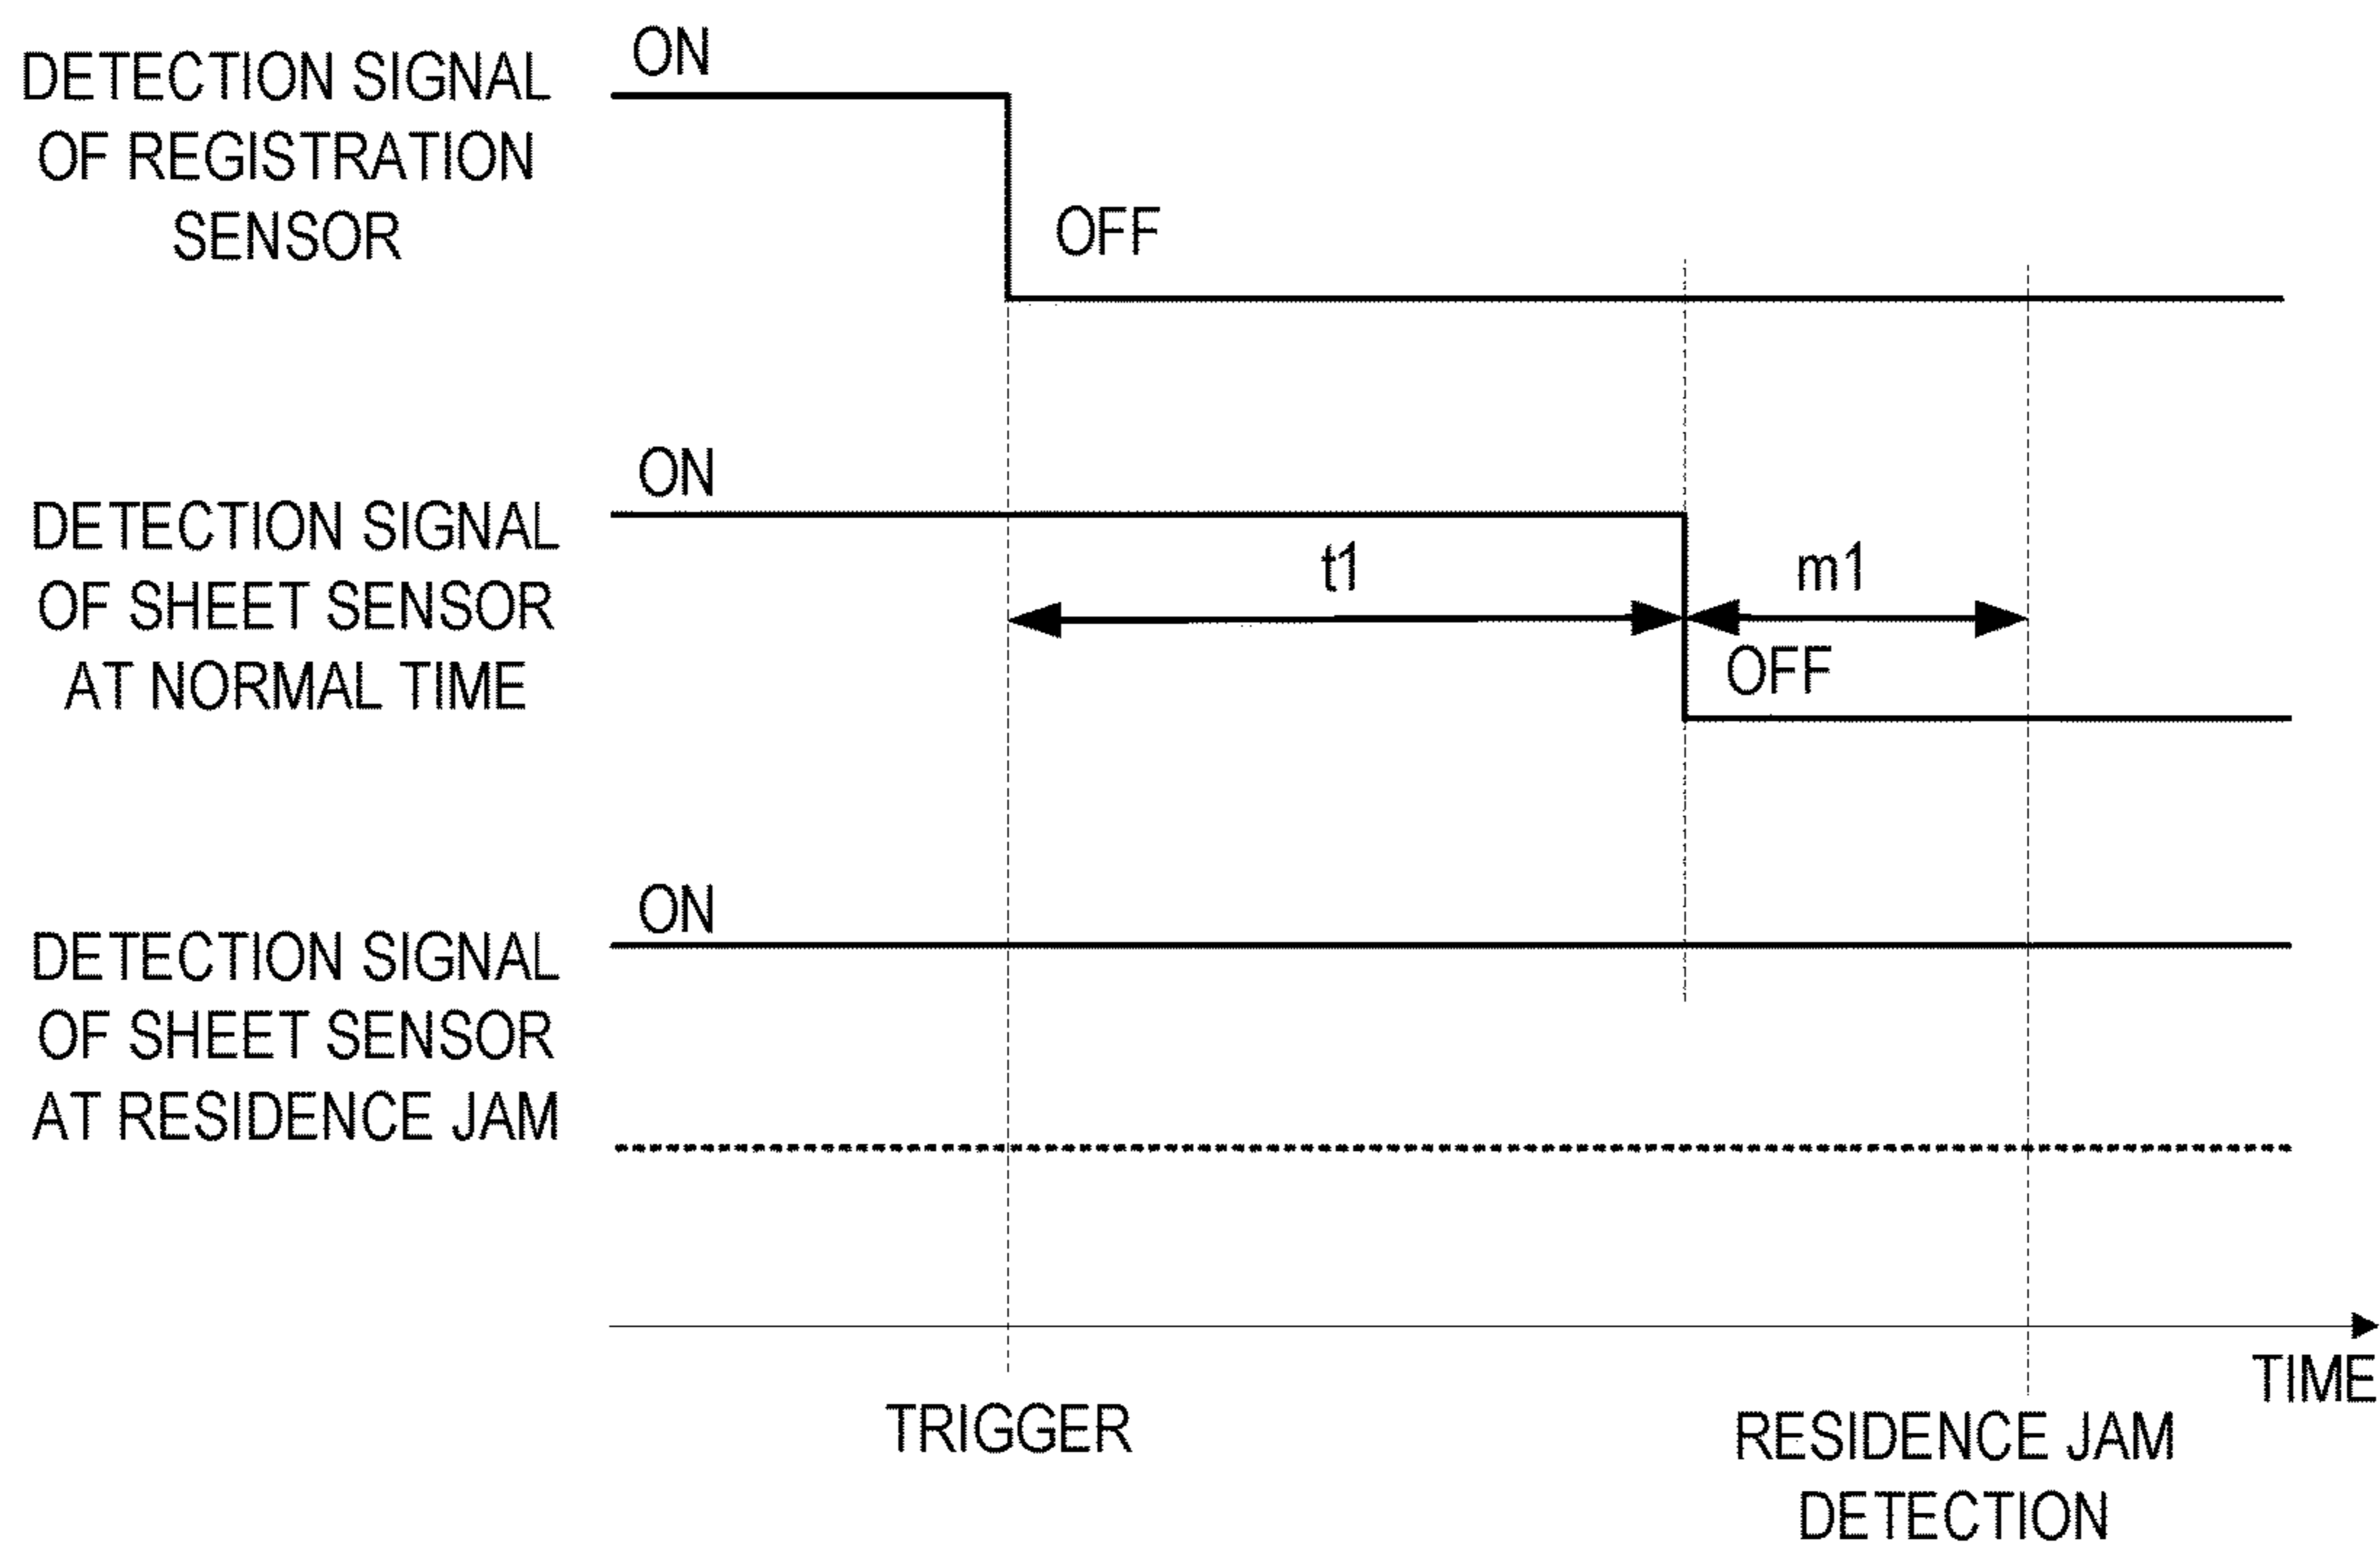 ON
DETECTION SIGNAL
OF REGISTRATION
SENSOR
OFF
ON
DETECTION SIGNAL
OF SHEET SENSOR
AT NORMAL TIME
t1
m1
OFF
ON
DETECTION SIGNAL
OF SHEET SENSOR
AT RESIDENCE JAM
TIME
TRIGGER
RESIDENCE JAM
DETECTION